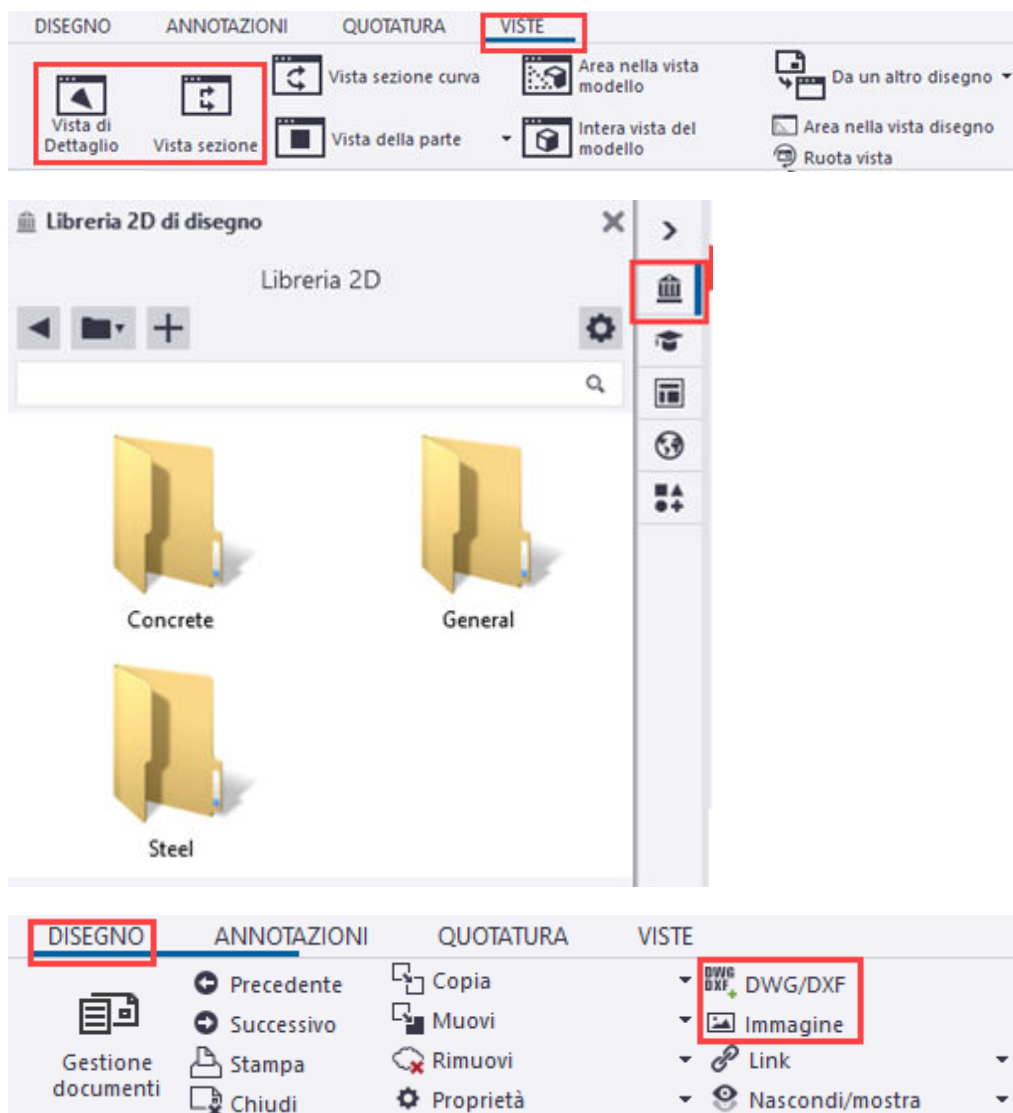 DISEGNO ANNOTAZIONI QUOTATURA VISTE
Vista di
Dettaglio
Vista sezione
Vista sezione curva
Vista della parte
Area nella vista
modello
Intera vista del
modello
Da un altro disegno
Area nella vista disegno
Ruota vista
Libreria 2D di disegno
Libreria 2D
Concrete
General
Steel
DISEGNO ANNOTAZIONI QUOTATURA VISTE
Gestione
documenti
Precedente
Successivo
Stampa
Chiudi
Copia
Muovi
Rimuovi
Proprietà
DWG
DXF
DWG/DXF
Immagine
Link
Nascondi/mostra